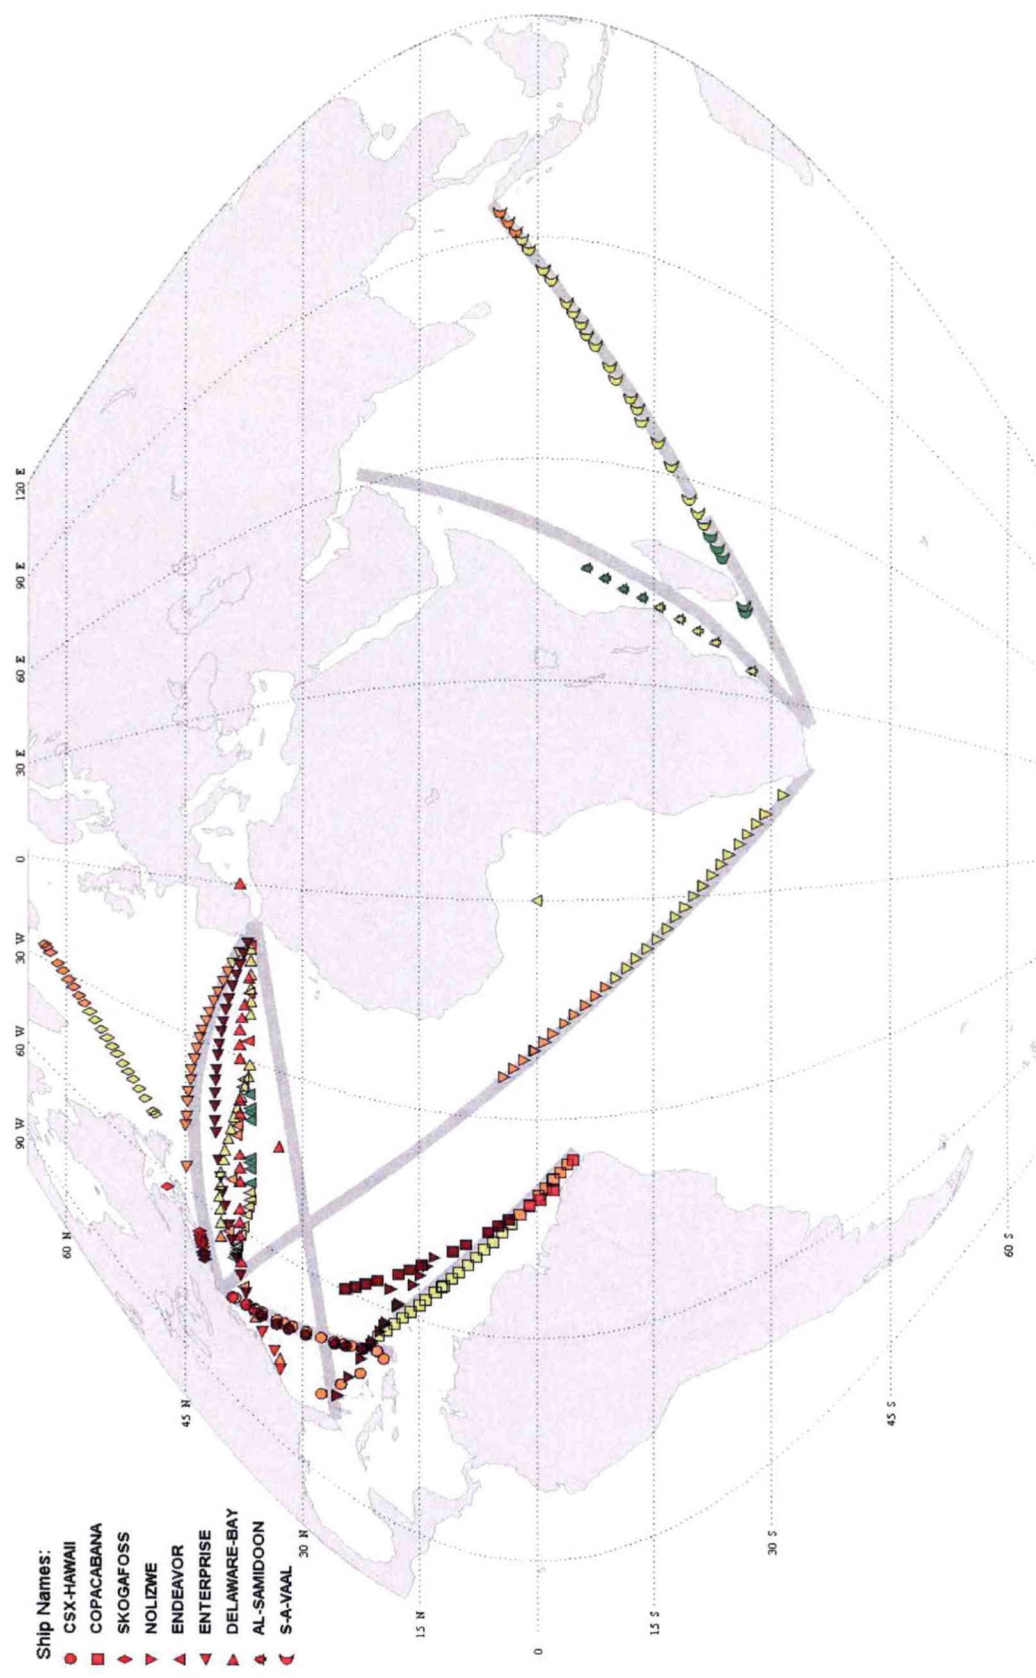 Ship Names:
CSX-HAWAII
COPACABANA
SKOGAFOSS
NOLIZWE
ENDEAVOR
ENTERPRISE
DELAWARE-BAY
AL-SAMIDOON
S-A-VAAL
90 W
60 W
30 W
0
30 E
60 E
90 E
120 E
60 N
45 N
30 N
15 N
0
15 S
30 S
45 S
60 S